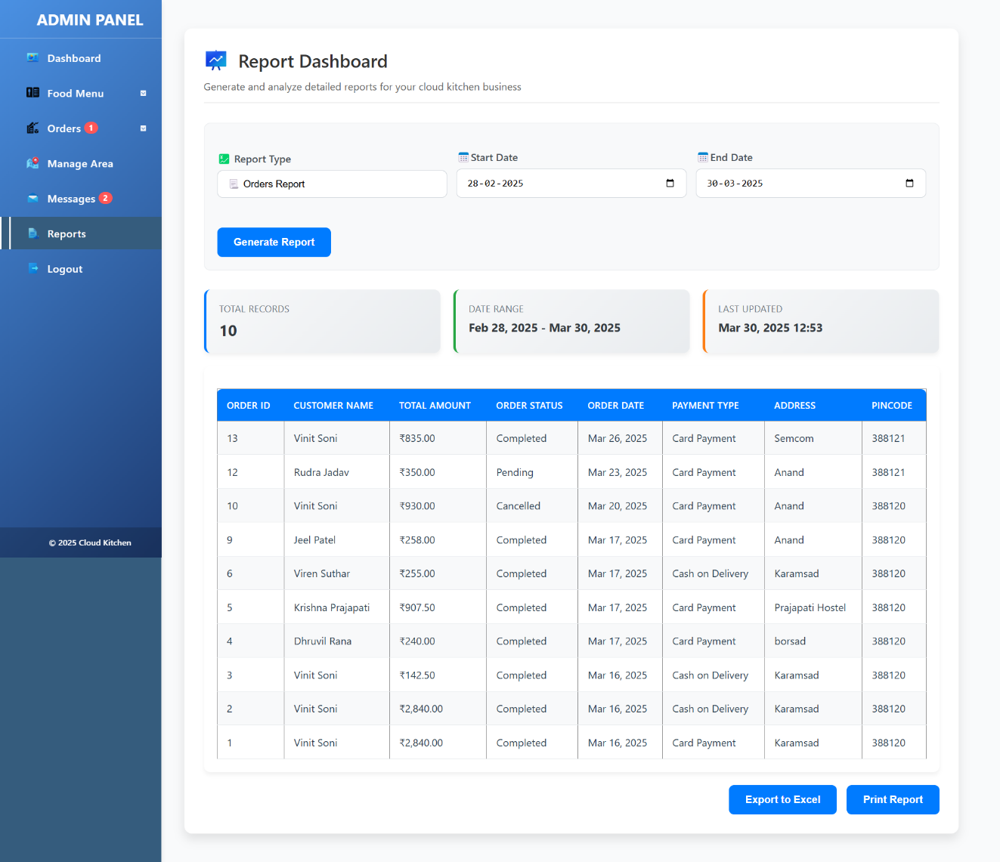 ADMIN PANEL
Dashboard
Food Menu
Orders 1
Manage Area
Messages 2
Reports
Logout
© 2025 Cloud Kitchen
Report Dashboard
Generate and analyze detailed reports for your cloud kitchen business
Report Type
Orders Report
Start Date
28-02-2025
End Date
30-03-2025
Generate Report
TOTAL RECORDS
10
DATE RANGE
Feb 28, 2025 - Mar 30, 2025
LAST UPDATED
Mar 30, 2025 12:53
ORDER ID CUSTOMER NAME TOTAL AMOUNT ORDER STATUS ORDER DATE PAYMENT TYPE ADDRESS PINCODE
13 Vinit Soni ₹835.00 Completed Mar 26, 2025 Card Payment Semcom 388121
12 Rudra Jadav ₹350.00 Pending Mar 23, 2025 Card Payment Anand 388121
10 Vinit Soni ₹930.00 Cancelled Mar 20, 2025 Card Payment Anand 388120
9 Jeel Patel ₹258.00 Completed Mar 17, 2025 Card Payment Anand 388120
6 Viren Suthar ₹255.00 Completed Mar 17, 2025 Cash on Delivery Karamsad 388120
5 Krishna Prajapati ₹907.50 Completed Mar 17, 2025 Card Payment Prajapati Hostel 388120
4 Dhruvil Rana ₹240.00 Completed Mar 17, 2025 Card Payment borsad 388120
3 Vinit Soni ₹142.50 Completed Mar 16, 2025 Cash on Delivery Karamsad 388120
2 Vinit Soni ₹2,840.00 Completed Mar 16, 2025 Cash on Delivery Karamsad 388120
1 Vinit Soni ₹2,840.00 Completed Mar 16, 2025 Card Payment Karamsad 388120
Export to Excel
Print Report